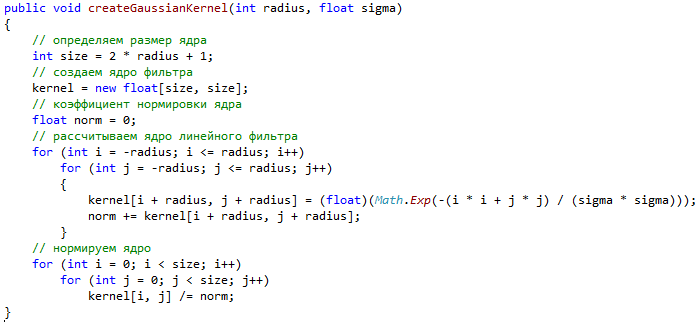 public void createGaussianKernel(int radius, float sigma)
{
    // определяем размер ядра
    int size = 2 * radius + 1;
    // создаем ядро фильтра
    kernel = new float[size, size];
    // коэффициент нормировки ядра
    float norm = 0;
    // рассчитываем ядро линейного фильтра
    for (int i = -radius; i <= radius; i++)
        for (int j = -radius; j <= radius; j++)
        {
            kernel[i + radius, j + radius] = (float)(Math.Exp(-(i * i + j * j) / (sigma * sigma)));
            norm += kernel[i + radius, j + radius];
        }
    // нормируем ядро
    for (int i = 0; i < size; i++)
        for (int j = 0; j < size; j++)
            kernel[i, j] /= norm;
}